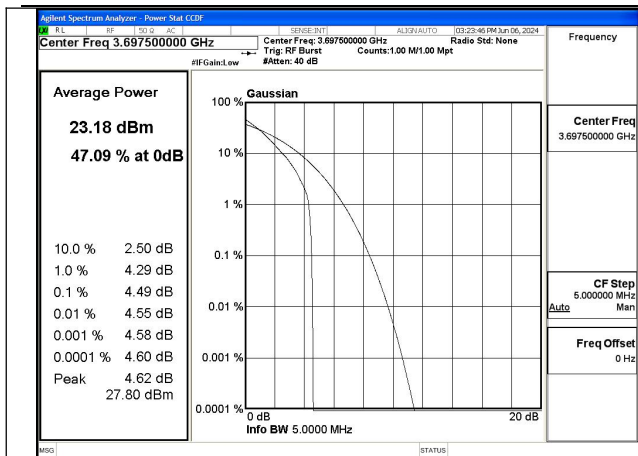 Agilent Spectrum Analyzer - Power Stat CCDF
RL RF 50 Ω AC SENSE:INT ALIGN AUTO 03:23:46 PM Jun 06, 2024
Center Freq 3.697500000 GHz
Center Freq: 3.697500000 GHz Radio Std: None
Trig: RF Burst Counts:1.00 M/1.00 Mpt
#IFGain:Low #Atten: 40 dB
Frequency
Average Power
23.18 dBm
47.09 % at 0dB
10.0 % 2.50 dB
1.0 % 4.29 dB
0.1 % 4.49 dB
0.01 % 4.55 dB
0.001 % 4.58 dB
0.0001 % 4.60 dB
Peak 4.62 dB
27.80 dBm
Gaussian
100 %
10 %
1 %
0.1 %
0.01 %
0.001 %
0.0001 %
0 dB 20 dB
Info BW 5.0000 MHz
Center Freq
3.697500000 GHz
CF Step
5.000000 MHz
Auto Man
Freq Offset
0 Hz
MSG STATUS